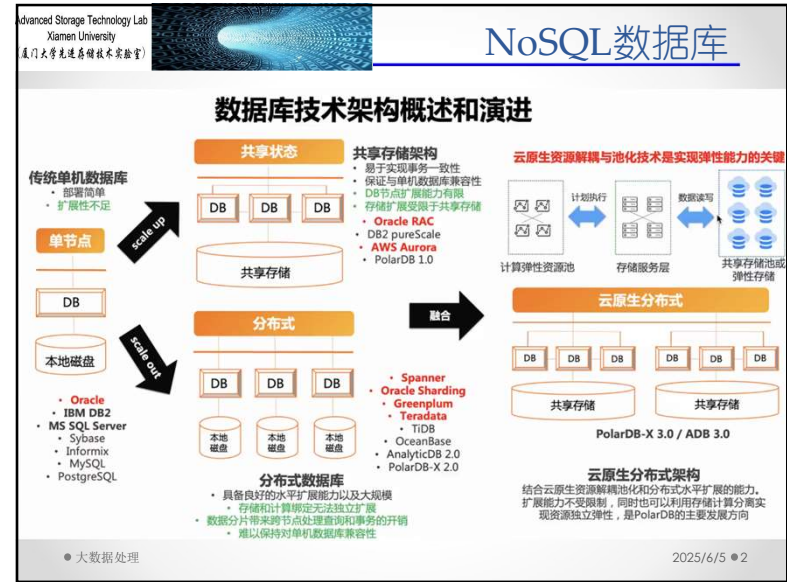 Advanced Storage Technology Lab
Xiamen University
(厦门大学先进存储技术实验室)
NoSQL数据库
数据库技术架构概述和演进
传统单机数据库
• 部署简单
• 扩展性不足
单节点
DB
本地磁盘
• Oracle
• IBM DB2
• MS SQL Server
• Sybase
• Informix
• MySQL
• PostgreSQL
scale up
scale out
共享状态
DB
DB
DB
共享存储
共享存储架构
• 易于实现事务一致性
• 保证与单机数据库兼容性
• DB节点扩展能力有限
• 存储扩展受限于共享存储
• Oracle RAC
• DB2 pureScale
• AWS Aurora
• PolarDB 1.0
分布式
DB
DB
DB
本地
磁盘
本地
磁盘
本地
磁盘
• Spanner
• Oracle Sharding
• Greenplum
• Teradata
• TiDB
• OceanBase
• AnalyticDB 2.0
• PolarDB-X 2.0
分布式数据库
• 具备良好的水平扩展能力以及大规模
• 存储和计算绑定无法独立扩展
• 数据分片带来跨节点处理查询和事务的开销
• 难以保持对单机数据库兼容性
融合
云原生资源解耦与池化技术是实现弹性能力的关键
计划执行
数据读写
计算弹性资源池
存储服务层
共享存储池或
弹性存储
云原生分布式
DB
DB
DB
DB
DB
DB
共享存储
共享存储
PolarDB-X 3.0 / ADB 3.0
云原生分布式架构
结合云原生资源解耦池化和分布式水平扩展的能力。
扩展能力不受限制，同时也可以利用存储计算分离实
现资源独立弹性，是PolarDB的主要发展方向
● 大数据处理
2025/6/5 ● 2